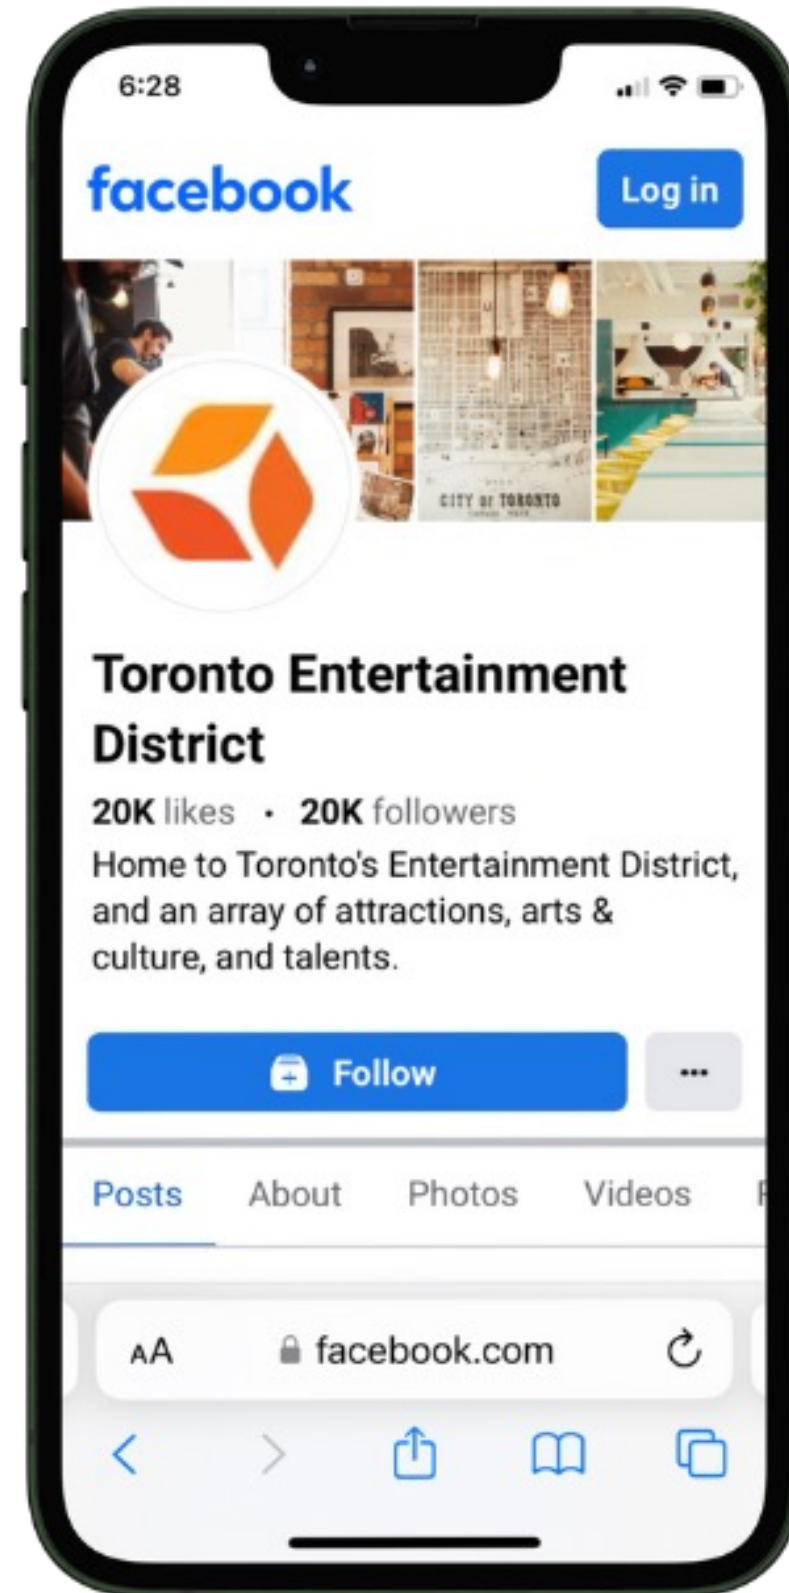 6:28
facebook
Log in
CITY OF TORONTO
Toronto Entertainment
District
20K likes · 20K followers
Home to Toronto's Entertainment District,
and an array of attractions, arts &
culture, and talents.
Follow
...
Posts About Photos Videos
AA facebook.com